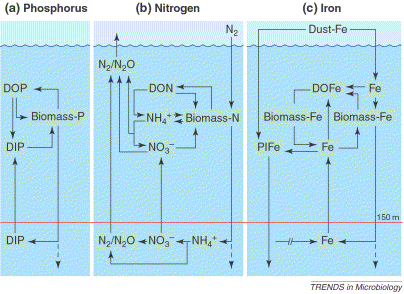 (a) Phosphorus
(b) Nitrogen
(c) Iron
N₂
Dust-Fe
N₂/N₂O
DOP
Biomass-P
DIP
DIP
DON
NH₄⁺
Biomass-N
NO₃⁻
N₂/N₂O
NO₃⁻
NH₄⁺
DOFe
Fe
Biomass-Fe
Biomass-Fe
PIFe
Fe
150 m
Fe
TRENDS in Microbiology